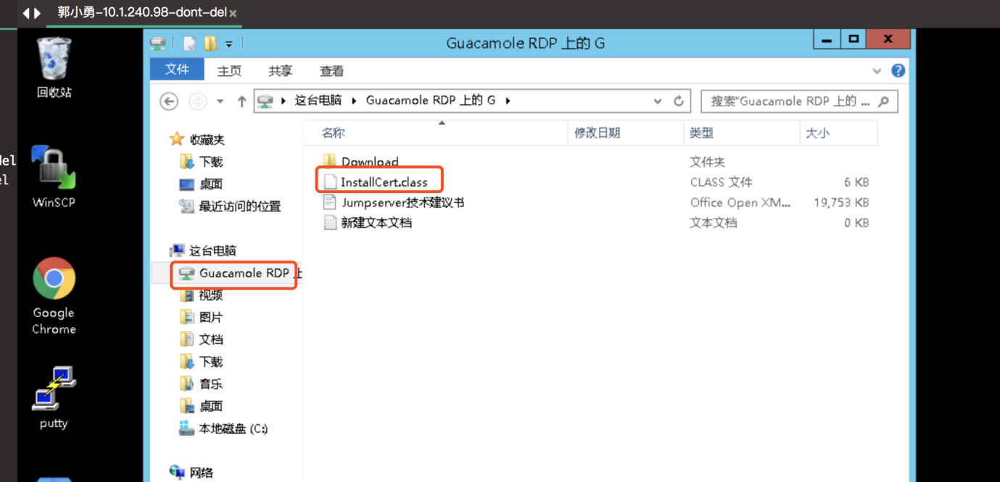 郭小勇-10.1.240.98-dont-del
Guacamole RDP 上的 G
文件 主页 共享 查看
这台电脑 Guacamole RDP 上的 G
搜索"Guacamole RDP 上的 ...
回收站
WinSCP
Google
Chrome
putty
收藏夹
下载
桌面
最近访问的位置
这台电脑
Guacamole RDP 上
视频
图片
文档
下载
音乐
桌面
本地磁盘 (C:)
网络
名称 修改日期 类型 大小
Download 文件夹
InstallCert.class CLASS 文件 6 KB
Jumpserver技术建议书 Office Open XM... 19,753 KB
新建文本文档 文本文档 0 KB